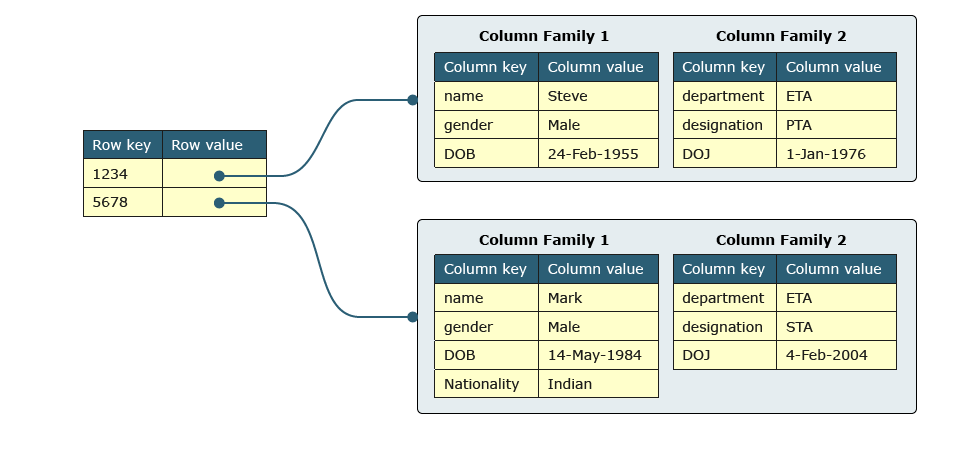 Row key Row value
1234
5678
Column Family 1 Column Family 2
Column key Column value Column key Column value
name Steve department ETA
gender Male designation PTA
DOB 24-Feb-1955 DOJ 1-Jan-1976
Column Family 1 Column Family 2
Column key Column value Column key Column value
name Mark department ETA
gender Male designation STA
DOB 14-May-1984 DOJ 4-Feb-2004
Nationality Indian